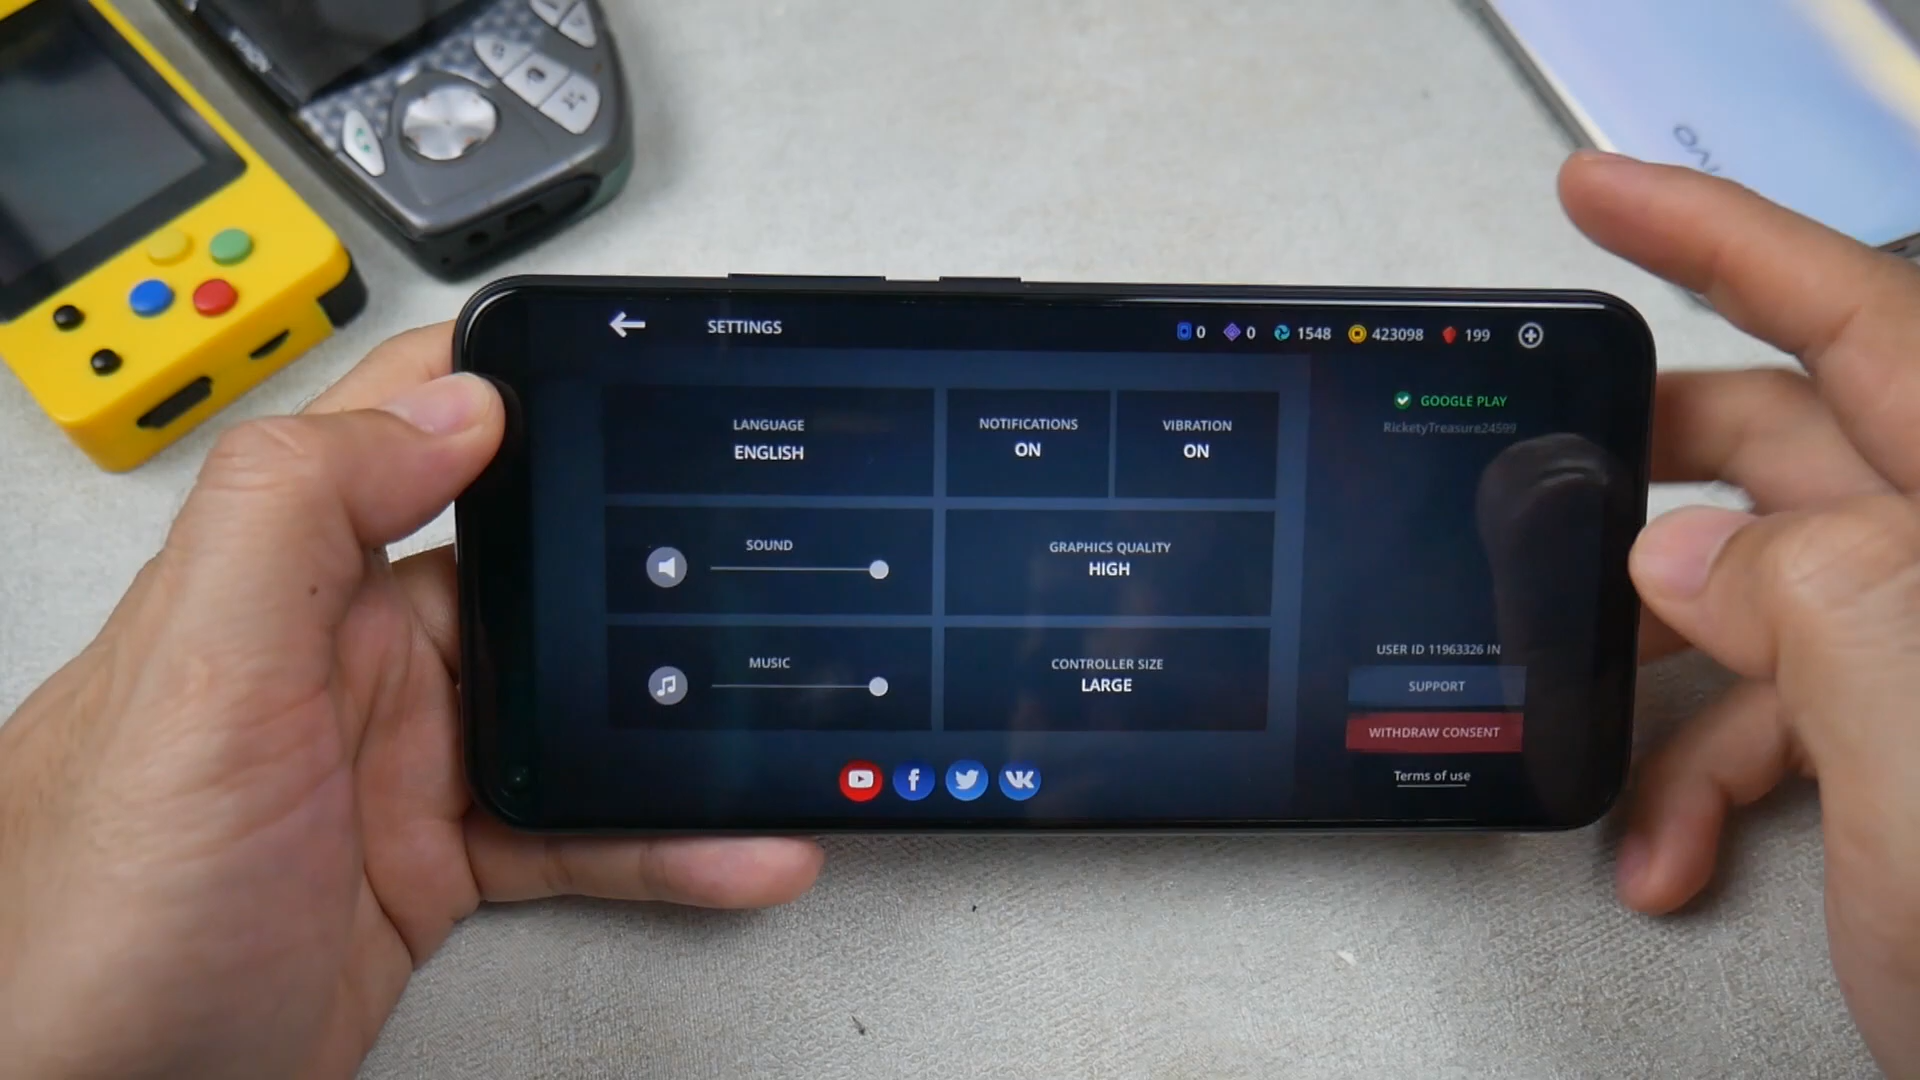 SETTINGS
0 0 1548 423098 199
LANGUAGE
ENGLISH
NOTIFICATIONS
ON
VIBRATION
ON
GOOGLE PLAY
RicketyTreasure24599
SOUND
GRAPHICS QUALITY
HIGH
MUSIC
CONTROLLER SIZE
LARGE
USER ID 11963326 IN
SUPPORT
WITHDRAW CONSENT
Terms of use